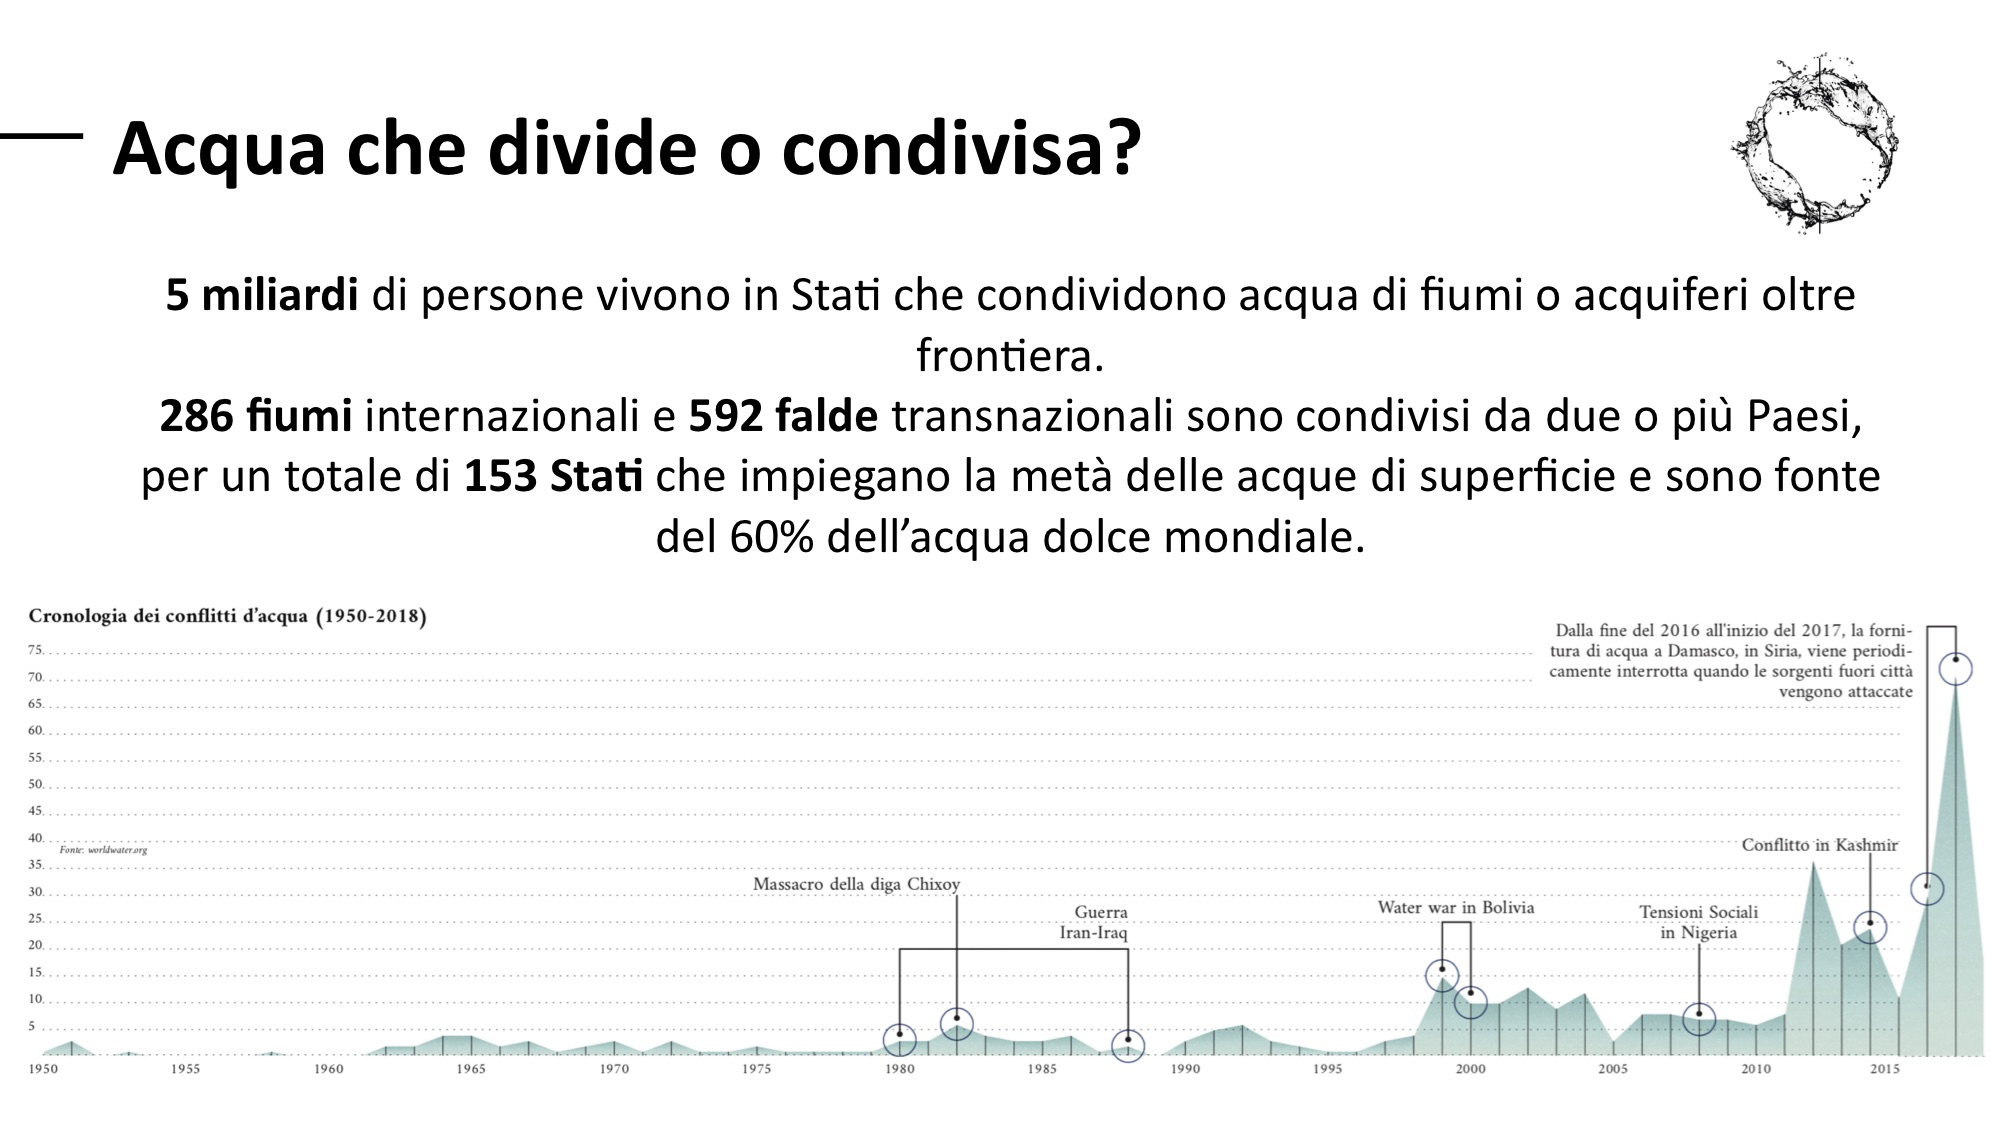 Acqua che divide o condivisa?
5 miliardi di persone vivono in Stati che condividono acqua di fiumi o acquiferi oltre
frontiera.
286 fiumi internazionali e 592 falde transnazionali sono condivisi da due o più Paesi,
per un totale di 153 Stati che impiegano la metà delle acque di superficie e sono fonte
del 60% dell’acqua dolce mondiale.
Cronologia dei conflitti d’acqua (1950-2018)
Dalla fine del 2016 all'inizio del 2017, la forni-
tura di acqua a Damasco, in Siria, viene periodi-
camente interrotta quando le sorgenti fuori città
vengono attaccate
75
70
65
60
55
50
45
40
Fonte: worldwater.org
35
30
25
20
15
10
5
Conflitto in Kashmir
Massacro della diga Chixoy
Guerra
Iran-Iraq
Water war in Bolivia
Tensioni Sociali
in Nigeria
1950 1955 1960 1965 1970 1975 1980 1985 1990 1995 2000 2005 2010 2015